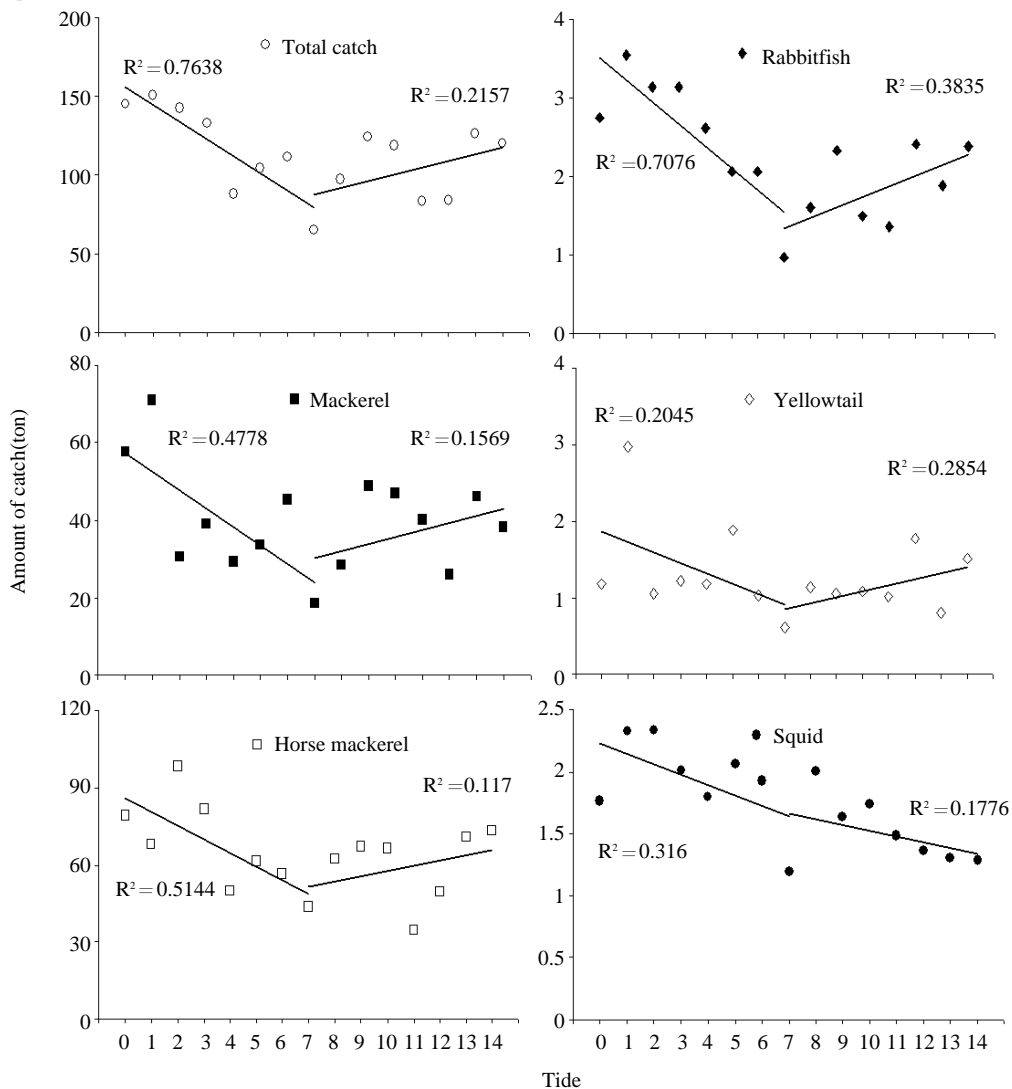 200
150
100
50
0
Total catch
R² = 0.7638
R² = 0.2157
4
3
2
1
0
Rabbitfish
R² = 0.3835
R² = 0.7076
Amount of catch(ton)
80
60
40
20
0
Mackerel
R² = 0.4778
R² = 0.1569
4
3
2
1
0
Yellowtail
R² = 0.2045
R² = 0.2854
120
90
60
30
0
Horse mackerel
R² = 0.117
R² = 0.5144
0 1 2 3 4 5 6 7 8 9 10 11 12 13 14
2.5
2
1.5
1
0.5
0
Squid
R² = 0.1776
R² = 0.316
0 1 2 3 4 5 6 7 8 9 10 11 12 13 14
Tide